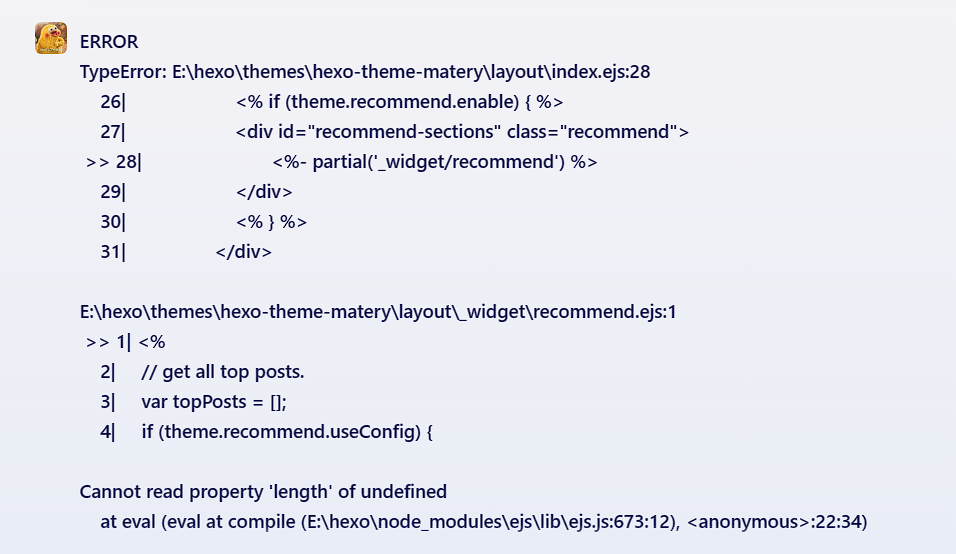 ERROR
TypeError: E:\hexo\themes\hexo-theme-matery\layout\index.ejs:28
26| <% if (theme.recommend.enable) { %>
27| <div id="recommend-sections" class="recommend">
>> 28| <%- partial('_widget/recommend') %>
29| </div>
30| <% } %>
31| </div>
E:\hexo\themes\hexo-theme-matery\layout\_widget\recommend.ejs:1
>> 1| <%
2| // get all top posts.
3| var topPosts = [];
4| if (theme.recommend.useConfig) {
Cannot read property 'length' of undefined
at eval (eval at compile (E:\hexo\node_modules\ejs\lib\ejs.js:673:12), <anonymous>:22:34)